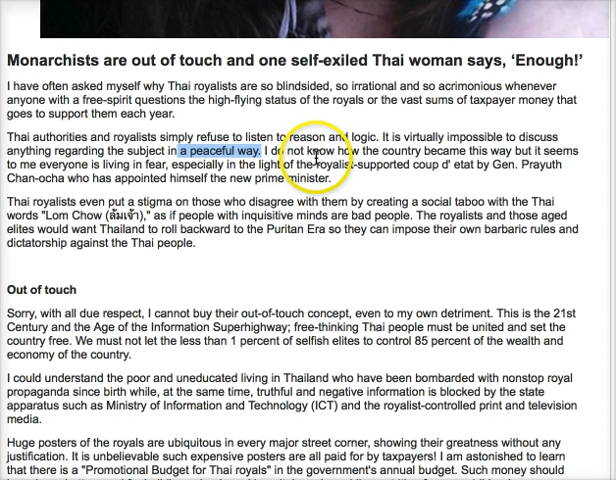 Monarchists are out of touch and one self-exiled Thai woman says, ‘Enough!’
I have often asked myself why Thai royalists are so blindsided, so irrational and so acrimonious whenever
anyone with a free-spirit questions the high-flying status of the royals or the vast sums of taxpayer money that
goes to support them each year.
Thai authorities and royalists simply refuse to listen to reason and logic. It is virtually impossible to discuss
anything regarding the subject in a peaceful way. I do not know how the country became this way but it seems
to me everyone is living in fear, especially in the light of the royalist-supported coup d' etat by Gen. Prayuth
Chan-ocha who has appointed himself the new prime minister.
Thai royalists even put a stigma on those who disagree with them by creating a social taboo with the Thai
words "Lom Chow (ล้มเจ้า)," as if people with inquisitive minds are bad people. The royalists and those aged
elites would want Thailand to roll backward to the Puritan Era so they can impose their own barbaric rules and
dictatorship against the Thai people.
Out of touch
Sorry, with all due respect, I cannot buy their out-of-touch concept, even to my own detriment. This is the 21st
Century and the Age of the Information Superhighway; free-thinking Thai people must be united and set the
country free. We must not let the less than 1 percent of selfish elites to control 85 percent of the wealth and
economy of the country.
I could understand the poor and uneducated living in Thailand who have been bombarded with nonstop royal
propaganda since birth while, at the same time, truthful and negative information is blocked by the state
apparatus such as Ministry of Information and Technology (ICT) and the royalist-controlled print and television
media.
Huge posters of the royals are ubiquitous in every major street corner, showing their greatness without any
justification. It is unbelievable such expensive posters are all paid for by taxpayers! I am astonished to learn
that there is a "Promotional Budget for Thai royals" in the government's annual budget. Such money should